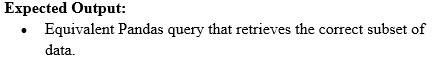 Expected Output:
• Equivalent Pandas query that retrieves the correct subset of
data.